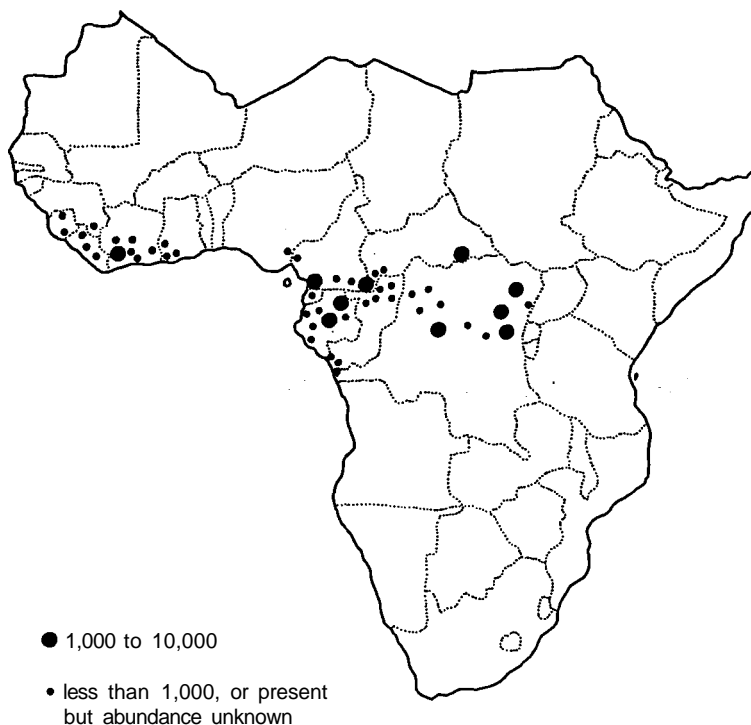 1,000 to 10,000
less than 1,000, or present
but abundance unknown